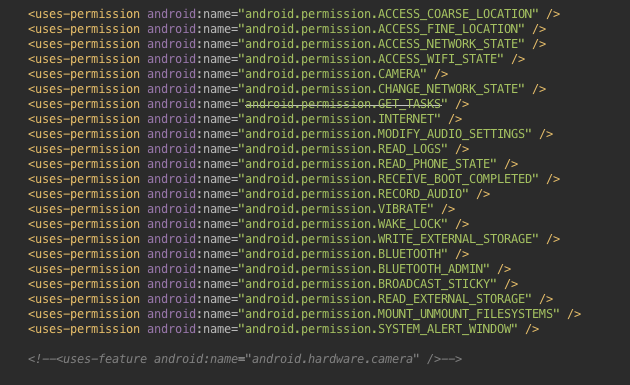 <uses-permission android:name="android.permission.ACCESS_COARSE_LOCATION" />
<uses-permission android:name="android.permission.ACCESS_FINE_LOCATION" />
<uses-permission android:name="android.permission.ACCESS_NETWORK_STATE" />
<uses-permission android:name="android.permission.ACCESS_WIFI_STATE" />
<uses-permission android:name="android.permission.CAMERA" />
<uses-permission android:name="android.permission.CHANGE_NETWORK_STATE" />
<uses-permission android:name="android.permission.GET_TASKS" />
<uses-permission android:name="android.permission.INTERNET" />
<uses-permission android:name="android.permission.MODIFY_AUDIO_SETTINGS" />
<uses-permission android:name="android.permission.READ_LOGS" />
<uses-permission android:name="android.permission.READ_PHONE_STATE" />
<uses-permission android:name="android.permission.RECEIVE_BOOT_COMPLETED" />
<uses-permission android:name="android.permission.RECORD_AUDIO" />
<uses-permission android:name="android.permission.VIBRATE" />
<uses-permission android:name="android.permission.WAKE_LOCK" />
<uses-permission android:name="android.permission.WRITE_EXTERNAL_STORAGE" />
<uses-permission android:name="android.permission.BLUETOOTH" />
<uses-permission android:name="android.permission.BLUETOOTH_ADMIN" />
<uses-permission android:name="android.permission.BROADCAST_STICKY" />
<uses-permission android:name="android.permission.READ_EXTERNAL_STORAGE" />
<uses-permission android:name="android.permission.MOUNT_UNMOUNT_FILESYSTEMS" />
<uses-permission android:name="android.permission.SYSTEM_ALERT_WINDOW" />
<!--<uses-feature android:name="android.hardware.camera" />-->